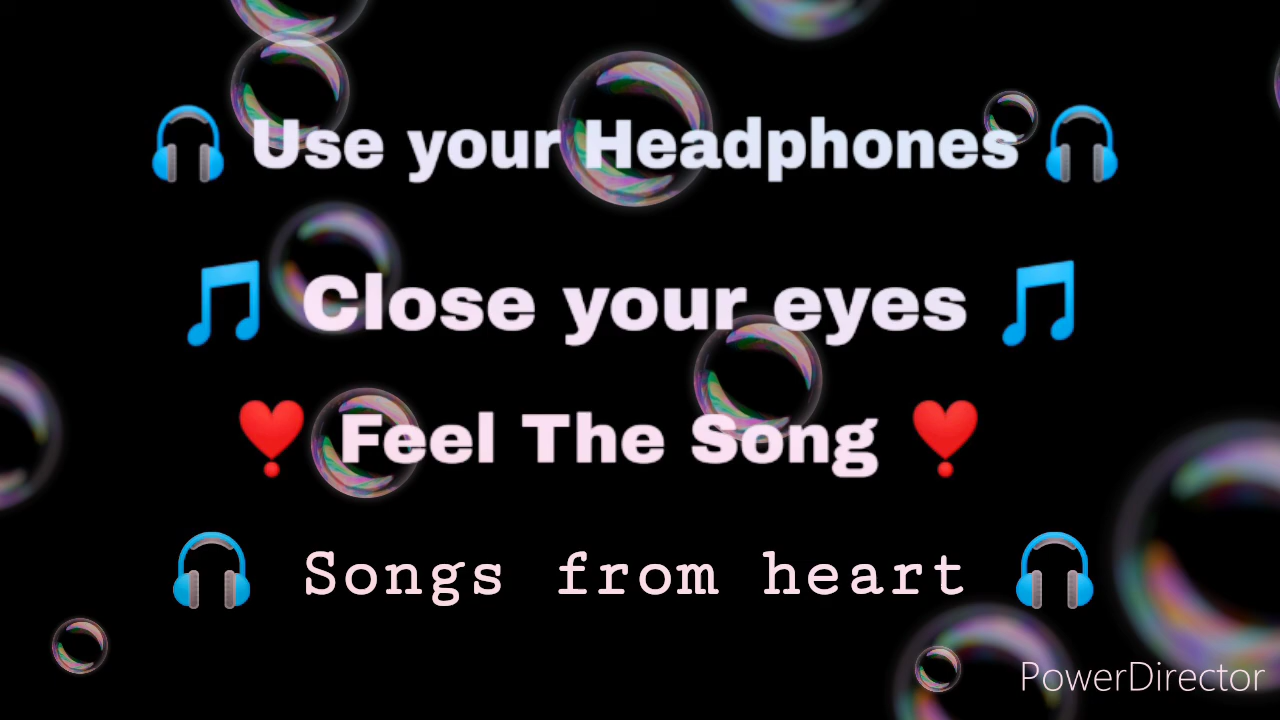 🎧 Use your Headphones 🎧
🎵 Close your eyes 🎵
❣️ Feel The Song ❣️
🎧 Songs from heart 🎧
PowerDirector